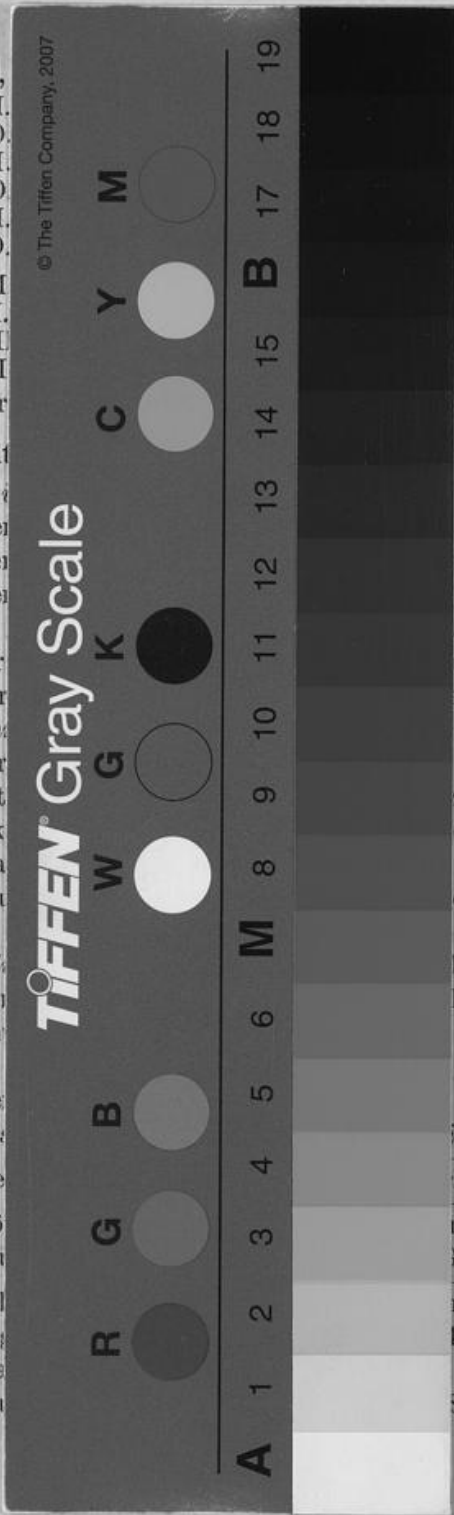 © The Tiffen Company, 2007
TIFFEN® Gray Scale
R G B W G K C Y M
A 1 2 3 4 5 6 M 8 9 10 11 12 13 14 15 B 17 18 19